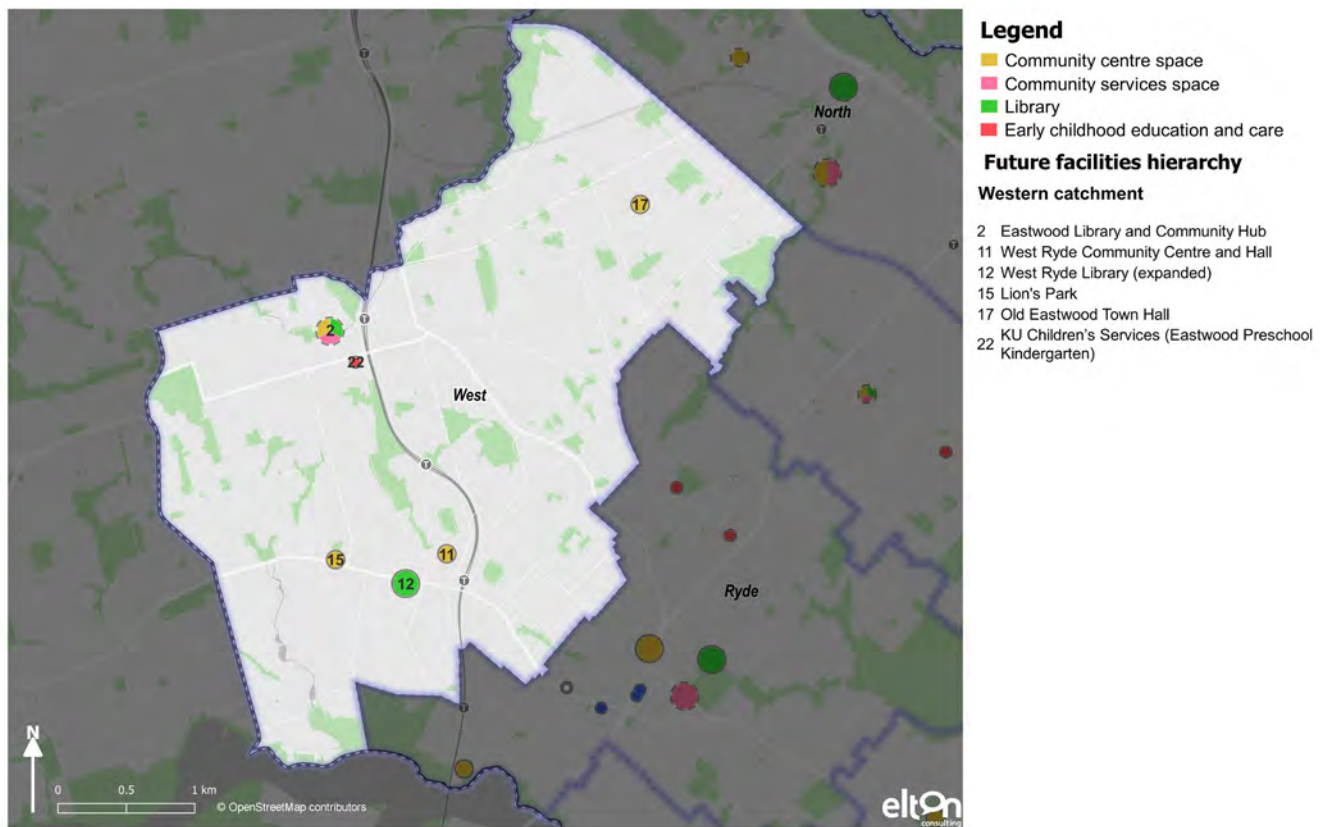 North
17
2
22
West
15
11
12
Ryde
T
T
T
T
T
T
T
N
0 0.5 1 km
© OpenStreetMap contributors
elton
consulting
Legend
Community centre space
Community services space
Library
Early childhood education and care
Future facilities hierarchy
Western catchment
2 Eastwood Library and Community Hub
11 West Ryde Community Centre and Hall
12 West Ryde Library (expanded)
15 Lion's Park
17 Old Eastwood Town Hall
22 KU Children's Services (Eastwood Preschool
Kindergarten)